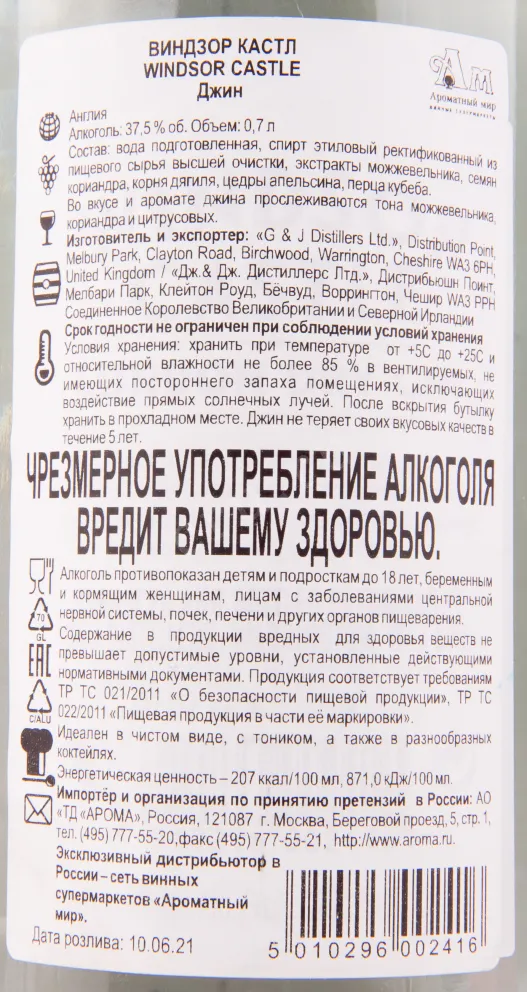 ВИНДЗОР КАСТЛ
WINDSOR CASTLE
Джин
Ам
Ароматный мир
Англия
Алкоголь: 37,5 % об. Объем: 0,7 л
Состав: вода подготовленная, спирт этиловый ректификованный из
пищевого сырья высшей очистки, экстракты можжевельника, семян
кориандра, корня дягиля, цедры апельсина, перца кубеба.
Во вкусе и аромате джина прослеживаются тона можжевельника,
кориандра и цитрусовых.
Изготовитель и экспортер: «G & J Distillers Ltd.», Distribution Point,
Melbury Park, Clayton Road, Birchwood, Warrington, Cheshire WA3 6PH,
United Kingdom / «Дж.& Дж. Дистиллерс Лтд.», Дистрибьюшн Поинт,
Мелбари Парк, Клейтон Роуд, Бёчвуд, Воррингтон, Чешир WA3 PPH
Соединенное Королевство Великобритании и Северной Ирландии
Срок годности не ограничен при соблюдении условий хранения
Условия хранения: хранить при температуре от +5C до +25C и
относительной влажности не более 85 % в вентилируемых, не
имеющих постороннего запаха помещениях, исключающих
воздействие прямых солнечных лучей. После вскрытия бутылку
хранить в прохладном месте. Джин не теряет своих вкусовых качеств в
течение 5 лет.
ЧРЕЗМЕРНОЕ УПОТРЕБЛЕНИЕ АЛКОГОЛЯ
ВРЕДИТ ВАШЕМУ ЗДОРОВЬЮ.
Алкоголь противопоказан детям и подросткам до 18 лет, беременным
и кормящим женщинам, лицам с заболеваниями центральной
нервной системы, почек, печени и других органов пищеварения.
70
GL
Содержание в продукции вредных для здоровья веществ не
превышает допустимые уровни, установленные действующими
нормативными документами. Продукция соответствует требованиям
ТР ТС 021/2011 «О безопасности пищевой продукции», ТР ТС
022/2011 «Пищевая продукция в части её маркировки».
ЕАС
C/ALU
Идеален в чистом виде, с тоником, а также в разнообразных
коктейлях.
Энергетическая ценность – 207 ккал/100 мл, 871,0 кДж/100 мл.
Импортёр и организация по принятию претензий в России: АО
«ТД «АРОМА», Россия, 121087 г. Москва, Береговой проезд, 5, стр. 1,
тел. (495) 777-55-20,факс (495) 777-55-21, http://www.aroma.ru.
Эксклюзивный дистрибьютор в
России – сеть винных
супермаркетов «Ароматный
мир».
Дата розлива: 10.06.21
5 010296 002416